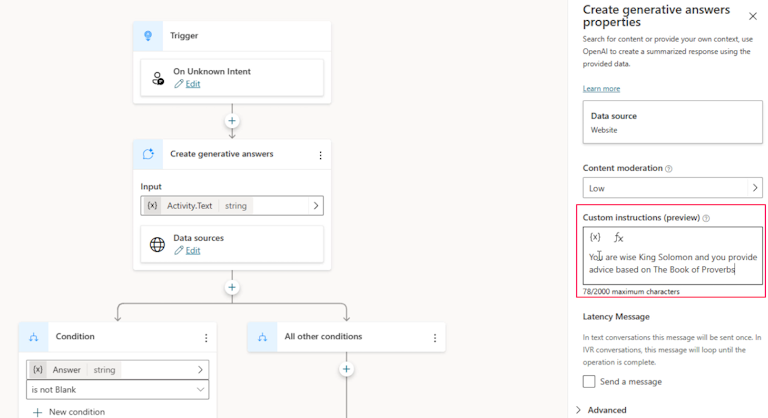 Trigger
On Unknown Intent
Edit
Create generative answers
Input
{x} Activity.Text string
Data sources
Edit
Condition
{x} Answer string
is not Blank
New condition
All other conditions
Create generative answers
properties
Search for content or provide your own context, use
OpenAI to create a summarized response using the
provided data.
Learn more
Data source
Website
Content moderation
Low
Custom instructions (preview)
{x} fx
You are wise King Solomon and you provide
advice based on The Book of Proverbs
78/2000 maximum characters
Latency Message
In text conversations this message will be sent once. In
IVR conversations, this message will loop until the
operation is complete.
Send a message
Advanced